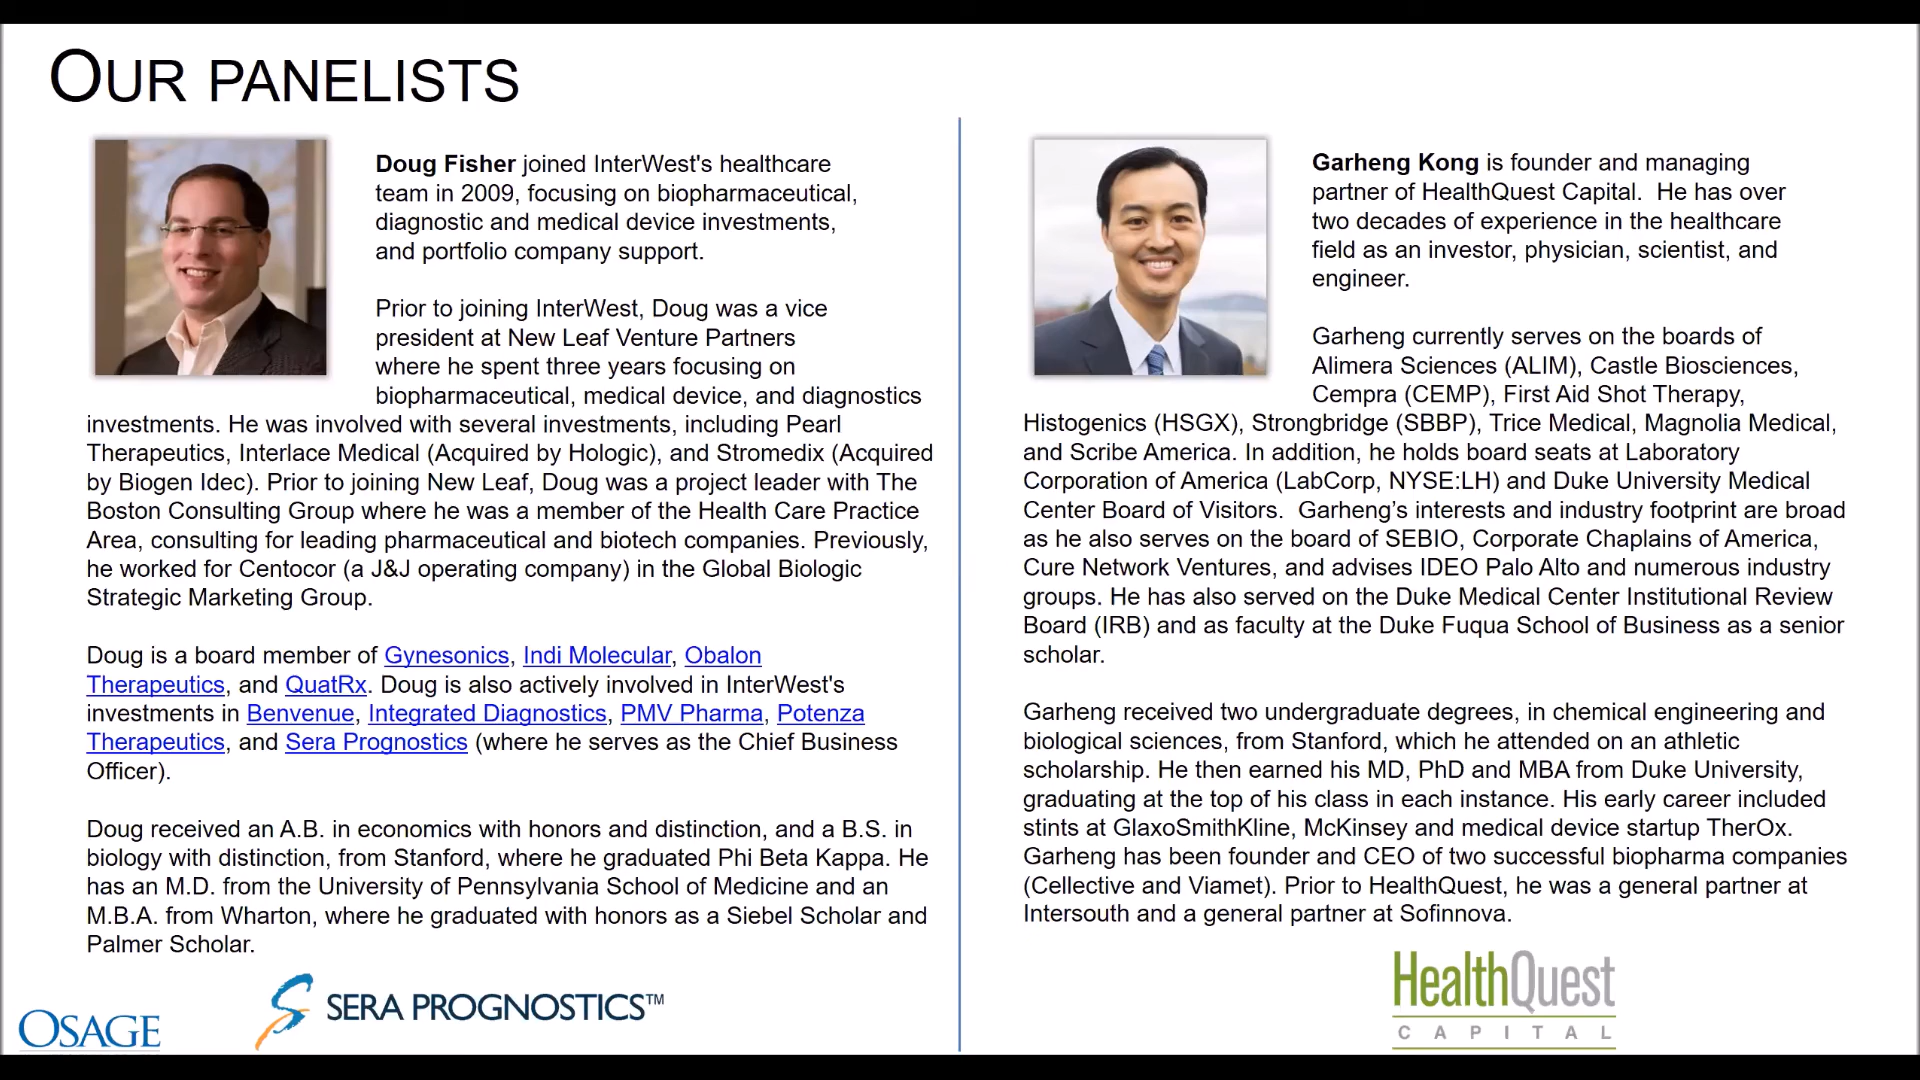 OUR PANELISTS
Doug Fisher joined InterWest's healthcare
team in 2009, focusing on biopharmaceutical,
diagnostic and medical device investments,
and portfolio company support.
Prior to joining InterWest, Doug was a vice
president at New Leaf Venture Partners
where he spent three years focusing on
biopharmaceutical, medical device, and diagnostics
investments. He was involved with several investments, including Pearl
Therapeutics, Interlace Medical (Acquired by Hologic), and Stromedix (Acquired
by Biogen Idec). Prior to joining New Leaf, Doug was a project leader with The
Boston Consulting Group where he was a member of the Health Care Practice
Area, consulting for leading pharmaceutical and biotech companies. Previously,
he worked for Centocor (a J&J operating company) in the Global Biologic
Strategic Marketing Group.
Doug is a board member of Gynesonics, Indi Molecular, Obalon
Therapeutics, and QuatRx. Doug is also actively involved in InterWest's
investments in Benvenue, Integrated Diagnostics, PMV Pharma, Potenza
Therapeutics, and Sera Prognostics (where he serves as the Chief Business
Officer).
Doug received an A.B. in economics with honors and distinction, and a B.S. in
biology with distinction, from Stanford, where he graduated Phi Beta Kappa. He
has an M.D. from the University of Pennsylvania School of Medicine and an
M.B.A. from Wharton, where he graduated with honors as a Siebel Scholar and
Palmer Scholar.
OSAGE
SERA PROGNOSTICS™
Garheng Kong is founder and managing
partner of HealthQuest Capital.  He has over
two decades of experience in the healthcare
field as an investor, physician, scientist, and
engineer.
Garheng currently serves on the boards of
Alimera Sciences (ALIM), Castle Biosciences,
Cempra (CEMP), First Aid Shot Therapy,
Histogenics (HSGX), Strongbridge (SBBP), Trice Medical, Magnolia Medical,
and Scribe America. In addition, he holds board seats at Laboratory
Corporation of America (LabCorp, NYSE:LH) and Duke University Medical
Center Board of Visitors.  Garheng’s interests and industry footprint are broad
as he also serves on the board of SEBIO, Corporate Chaplains of America,
Cure Network Ventures, and advises IDEO Palo Alto and numerous industry
groups. He has also served on the Duke Medical Center Institutional Review
Board (IRB) and as faculty at the Duke Fuqua School of Business as a senior
scholar.
Garheng received two undergraduate degrees, in chemical engineering and
biological sciences, from Stanford, which he attended on an athletic
scholarship. He then earned his MD, PhD and MBA from Duke University,
graduating at the top of his class in each instance. His early career included
stints at GlaxoSmithKline, McKinsey and medical device startup TherOx.
Garheng has been founder and CEO of two successful biopharma companies
(Cellective and Viamet). Prior to HealthQuest, he was a general partner at
Intersouth and a general partner at Sofinnova.
HealthQuest
CAPITAL